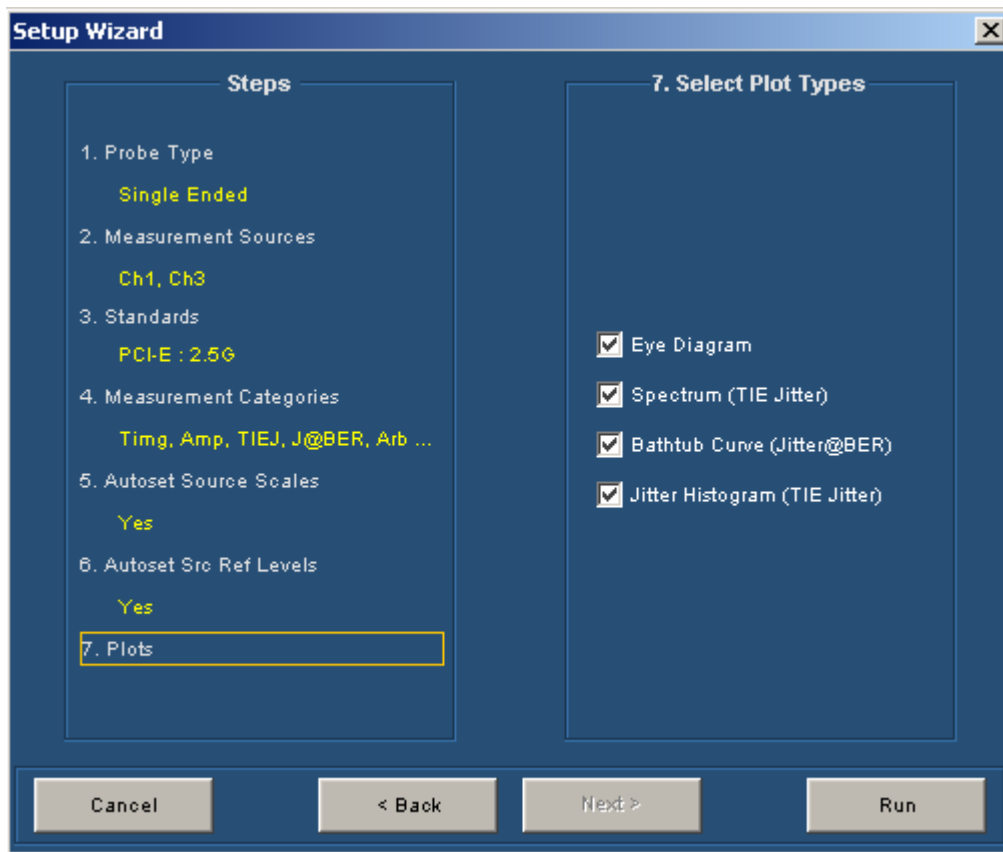 Setup Wizard
Steps
1. Probe Type
Single Ended
2. Measurement Sources
Ch1, Ch3
3. Standards
PCI-E : 2.5G
4. Measurement Categories
Timg, Amp, TIEJ, J@BER, Arb ...
5. Autoset Source Scales
Yes
6. Autoset Src Ref Levels
Yes
7. Plots
7. Select Plot Types
Eye Diagram
Spectrum (TIE Jitter)
Bathtub Curve (Jitter@BER)
Jitter Histogram (TIE Jitter)
Cancel
< Back
Next >
Run